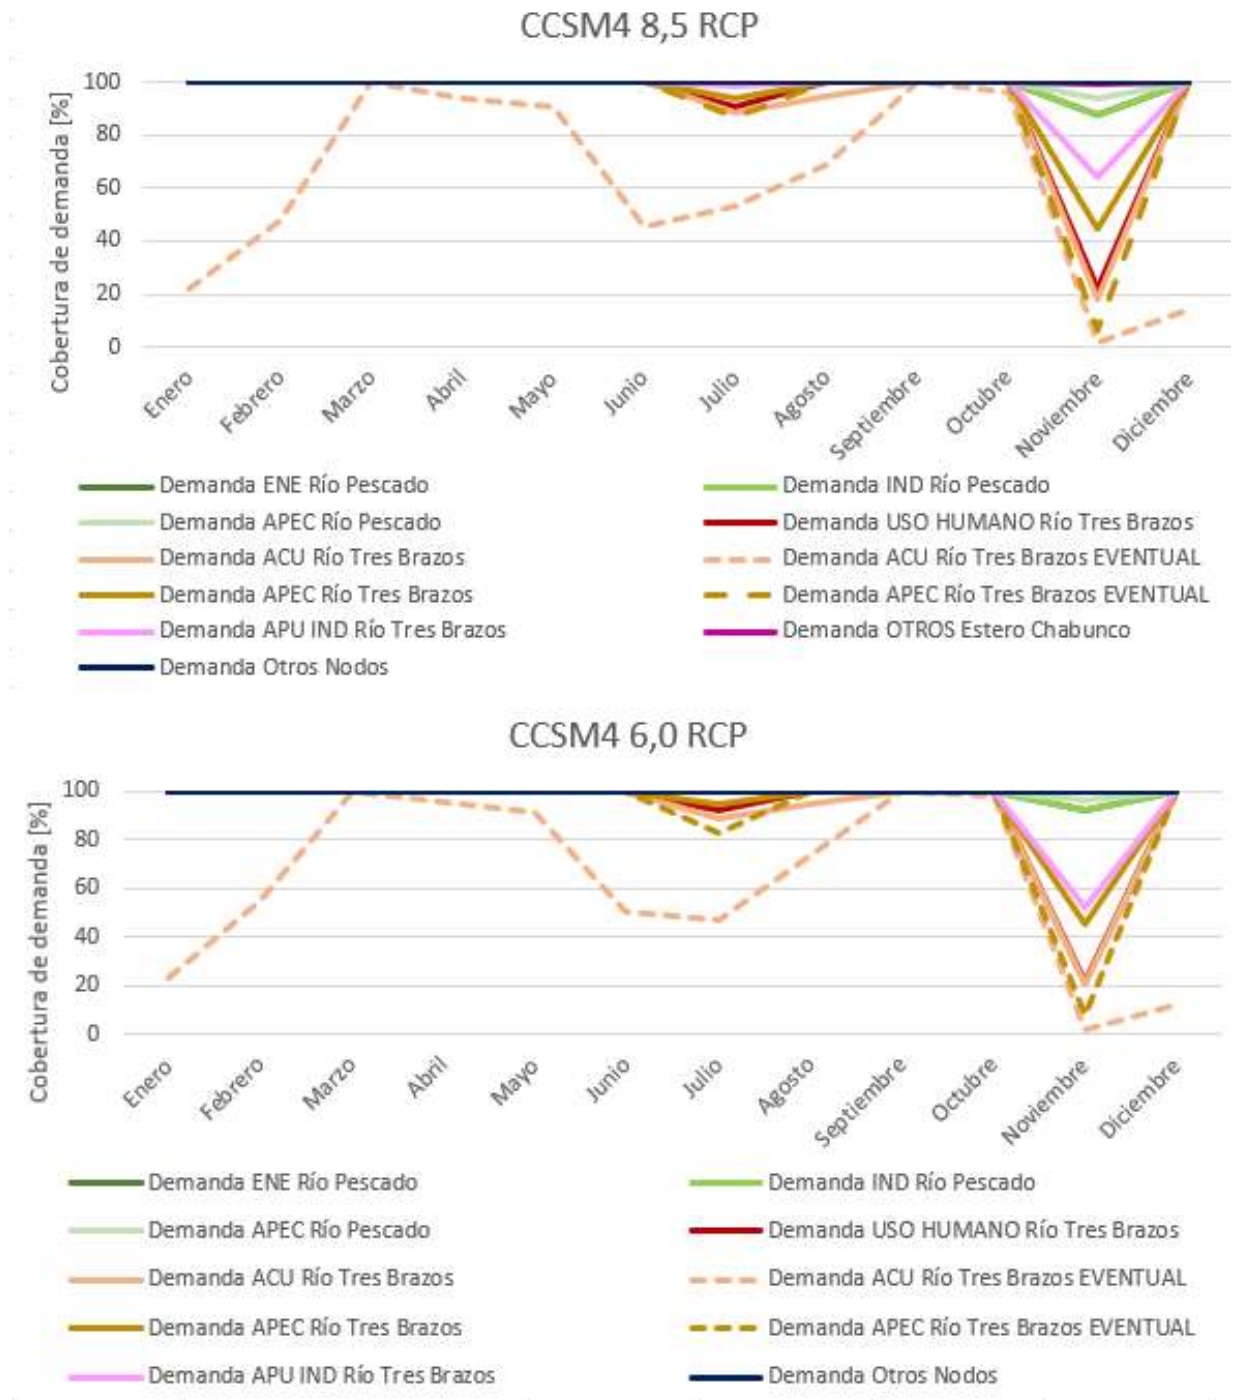 CCSM4 8,5 RCP
Cobertura de demanda [%]
100
80
60
40
20
0
Enero
Febrero
Marzo
Abril
Mayo
Junio
Julio
Agosto
Septiembre
Octubre
Noviembre
Diciembre
Demanda ENE Río Pescado
Demanda IND Río Pescado
Demanda APEC Río Pescado
Demanda USO HUMANO Río Tres Brazos
Demanda ACU Río Tres Brazos
Demanda ACU Río Tres Brazos EVENTUAL
Demanda APEC Río Tres Brazos
Demanda APEC Río Tres Brazos EVENTUAL
Demanda APU IND Río Tres Brazos
Demanda OTROS Estero Chabunco
Demanda Otros Nodos
CCSM4 6,0 RCP
Cobertura de demanda [%]
100
80
60
40
20
0
Enero
Febrero
Marzo
Abril
Mayo
Junio
Julio
Agosto
Septiembre
Octubre
Noviembre
Diciembre
Demanda ENE Río Pescado
Demanda IND Río Pescado
Demanda APEC Río Pescado
Demanda USO HUMANO Río Tres Brazos
Demanda ACU Río Tres Brazos
Demanda ACU Río Tres Brazos EVENTUAL
Demanda APEC Río Tres Brazos
Demanda APEC Río Tres Brazos EVENTUAL
Demanda APU IND Río Tres Brazos
Demanda Otros Nodos